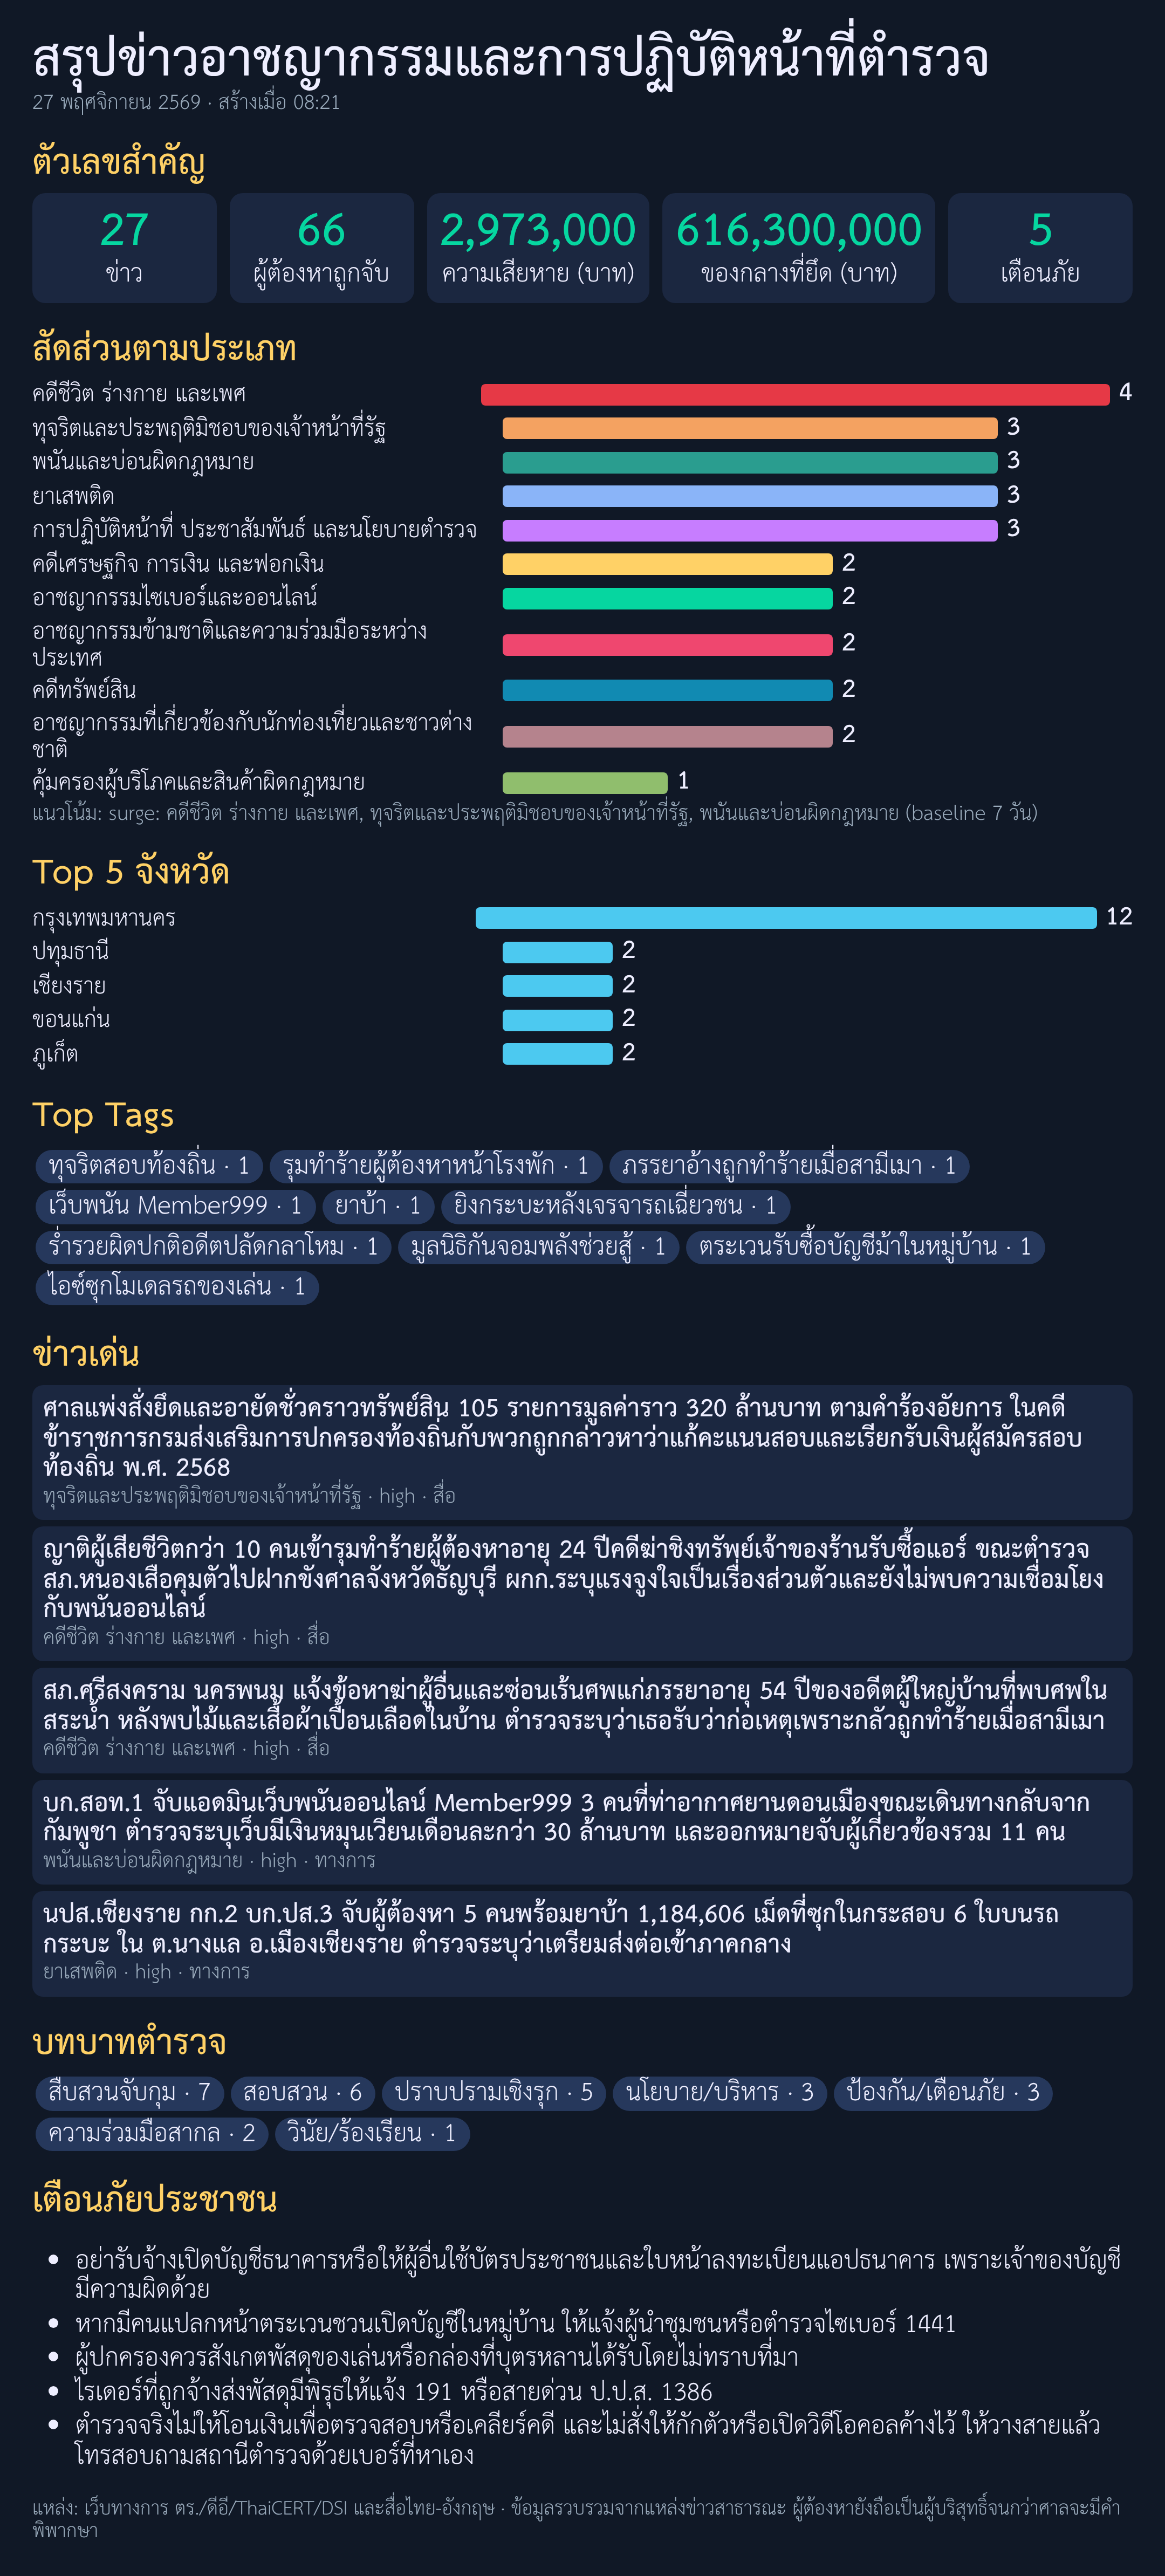 สรุปข่าวอาชญากรรมและการปฏิบัติหน้าที่ตำรวจ
27 พฤศจิกายน 2569 · สร้างเมื่อ 08:21
ตัวเลขสำคัญ
27
ข่าว
66
ผู้ต้องหาถูกจับ
2,973,000
ความเสียหาย (บาท)
616,300,000
ของกลางที่ยึด (บาท)
5
เตือนภัย
สัดส่วนตามประเภท
คดีชีวิต ร่างกาย และเพศ 4
ทุจริตและประพฤติมิชอบของเจ้าหน้าที่รัฐ 3
พนันและบ่อนผิดกฎหมาย 3
ยาเสพติด 3
การปฏิบัติหน้าที่ ประชาสัมพันธ์ และนโยบายตำรวจ 3
คดีเศรษฐกิจ การเงิน และฟอกเงิน 2
อาชญากรรมไซเบอร์และออนไลน์ 2
อาชญากรรมข้ามชาติและความร่วมมือระหว่าง
ประเทศ 2
คดีทรัพย์สิน 2
อาชญากรรมที่เกี่ยวข้องกับนักท่องเที่ยวและชาวต่าง
ชาติ 2
คุ้มครองผู้บริโภคและสินค้าผิดกฎหมาย 1
แนวโน้ม: surge: คดีชีวิต ร่างกาย และเพศ, ทุจริตและประพฤติมิชอบของเจ้าหน้าที่รัฐ, พนันและบ่อนผิดกฎหมาย (baseline 7 วัน)
Top 5 จังหวัด
กรุงเทพมหานคร 12
ปทุมธานี 2
เชียงราย 2
ขอนแก่น 2
ภูเก็ต 2
Top Tags
ทุจริตสอบท้องถิ่น · 1 รุมทำร้ายผู้ต้องหาหน้าโรงพัก · 1 ภรรยาอ้างถูกทำร้ายเมื่อสามีเมา · 1
เว็บพนัน Member999 · 1 ยาบ้า · 1 ยิงกระบะหลังเจรจารถเฉี่ยวชน · 1
ร่ำรวยผิดปกติอดีตปลัดกลาโหม · 1 มูลนิธิกันจอมพลังช่วยสู้ · 1 ตระเวนรับซื้อบัญชีม้าในหมู่บ้าน · 1
ไอซ์ซุกโมเดลรถของเล่น · 1
ข่าวเด่น
ศาลแพ่งสั่งยึดและอายัดชั่วคราวทรัพย์สิน 105 รายการมูลค่าราว 320 ล้านบาท ตามคำร้องอัยการ ในคดี
ข้าราชการกรมส่งเสริมการปกครองท้องถิ่นกับพวกถูกกล่าวหาว่าแก้คะแนนสอบและเรียกรับเงินผู้สมัครสอบ
ท้องถิ่น พ.ศ. 2568
ทุจริตและประพฤติมิชอบของเจ้าหน้าที่รัฐ · high · สื่อ
ญาติผู้เสียชีวิตกว่า 10 คนเข้ารุมทำร้ายผู้ต้องหาอายุ 24 ปีคดีฆ่าชิงทรัพย์เจ้าของร้านรับซื้อแอร์ ขณะตำรวจ
สภ.หนองเสือคุมตัวไปฝากขังศาลจังหวัดธัญบุรี ผกก.ระบุแรงจูงใจเป็นเรื่องส่วนตัวและยังไม่พบความเชื่อมโยง
กับพนันออนไลน์
คดีชีวิต ร่างกาย และเพศ · high · สื่อ
สภ.ศรีสงคราม นครพนม แจ้งข้อหาฆ่าผู้อื่นและซ่อนเร้นศพแก่ภรรยาอายุ 54 ปีของอดีตผู้ใหญ่บ้านที่พบศพใน
สระน้ำ หลังพบไม้และเสื้อผ้าเปื้อนเลือดในบ้าน ตำรวจระบุว่าเธอรับว่าก่อเหตุเพราะกลัวถูกทำร้ายเมื่อสามีเมา
คดีชีวิต ร่างกาย และเพศ · high · สื่อ
บก.สอท.1 จับแอดมินเว็บพนันออนไลน์ Member999 3 คนที่ท่าอากาศยานดอนเมืองขณะเดินทางกลับจาก
กัมพูชา ตำรวจระบุเว็บมีเงินหมุนเวียนเดือนละกว่า 30 ล้านบาท และออกหมายจับผู้เกี่ยวข้องรวม 11 คน
พนันและบ่อนผิดกฎหมาย · high · ทางการ
นปส.เชียงราย กก.2 บก.ปส.3 จับผู้ต้องหา 5 คนพร้อมยาบ้า 1,184,606 เม็ดที่ซุกในกระสอบ 6 ใบบนรถ
กระบะ ใน ต.นางแล อ.เมืองเชียงราย ตำรวจระบุว่าเตรียมส่งต่อเข้าภาคกลาง
ยาเสพติด · high · ทางการ
บทบาทตำรวจ
สืบสวนจับกุม · 7 สอบสวน · 6 ปราบปรามเชิงรุก · 5 นโยบาย/บริหาร · 3 ป้องกัน/เตือนภัย · 3
ความร่วมมือสากล · 2 วินัย/ร้องเรียน · 1
เตือนภัยประชาชน
• อย่ารับจ้างเปิดบัญชีธนาคารหรือให้ผู้อื่นใช้บัตรประชาชนและใบหน้าลงทะเบียนแอปธนาคาร เพราะเจ้าของบัญชี
มีความผิดด้วย
• หากมีคนแปลกหน้าตระเวนชวนเปิดบัญชีในหมู่บ้าน ให้แจ้งผู้นำชุมชนหรือตำรวจไซเบอร์ 1441
• ผู้ปกครองควรสังเกตพัสดุของเล่นหรือกล่องที่บุตรหลานได้รับโดยไม่ทราบที่มา
• ไรเดอร์ที่ถูกจ้างส่งพัสดุมีพิรุธให้แจ้ง 191 หรือสายด่วน ป.ป.ส. 1386
• ตำรวจจริงไม่ให้โอนเงินเพื่อตรวจสอบหรือเคลียร์คดี และไม่สั่งให้กักตัวหรือเปิดวิดีโอคอลค้างไว้ ให้วางสายแล้ว
โทรสอบถามสถานีตำรวจด้วยเบอร์ที่หาเอง
แหล่ง: เว็บทางการ ตร./ดีอี/ThaiCERT/DSI และสื่อไทย-อังกฤษ · ข้อมูลรวบรวมจากแหล่งข่าวสาธารณะ ผู้ต้องหายังถือเป็นผู้บริสุทธิ์จนกว่าศาลจะมีคำ
พิพากษา